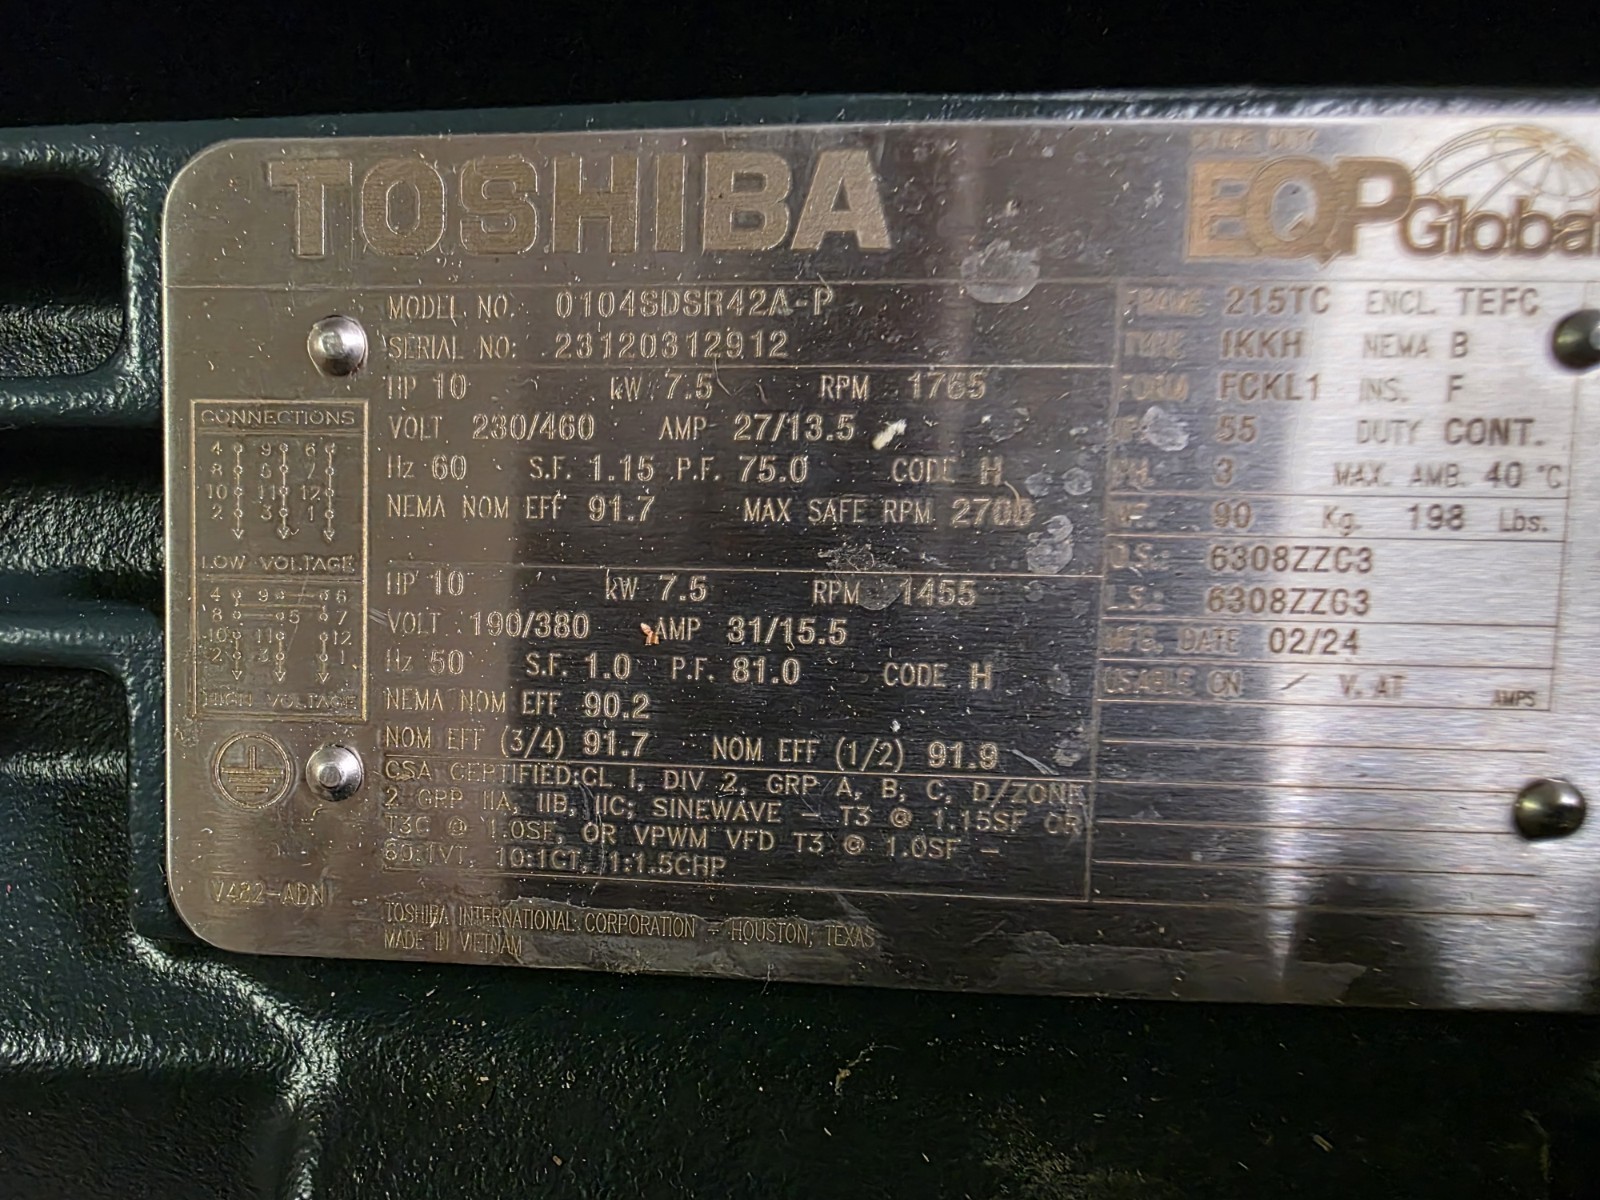 TOSHIBA
EQP Global
MODEL NO. 0104SDSR42A-P
SERIAL NO: 23120312912
HP 10 kW 7.5 RPM 1765
VOLT 230/460 AMP 27/13.5
Hz 60 S.F. 1.15 P.F. 75.0 CODE H
NEMA NOM EFF 91.7 MAX SAFE RPM 2700
HP 10 kW 7.5 RPM 1455
VOLT 190/380 AMP 31/15.5
Hz 50 S.F. 1.0 P.F. 81.0 CODE H
NEMA NOM EFF 90.2
NOM EFF (3/4) 91.7 NOM EFF (1/2) 91.9
CSA CERTIFIED:CL I, DIV 2, GRP A, B, C, D/ZONE
2 GRP IIA, IIB, IIC; SINEWAVE - T3 @ 1.15SF OR
T3C @ 1.0SF, OR VPWM VFD T3 @ 1.0SF -
60:1VT, 10:1CT, 1:1.5CHP
TOSHIBA INTERNATIONAL CORPORATION - HOUSTON, TEXAS
MADE IN VIETNAM
FRAME 215TC ENCL. TEFC
TYPE IKKH NEMA B
FORM FCKL1 INS. F
55 DUTY CONT.
PH. 3 MAX. AMB. 40 °C
WT. 90 Kg. 198 Lbs.
O.S.: 6308ZZC3
L.S.: 6308ZZC3
MFG. DATE 02/24
USABLE ON / V. AT AMPS
CONNECTIONS
4 9 6
8 5 7
10 11 12
2 3 1
LOW VOLTAGE
4 9 6
8 5 7
10 11 12
2 3 1
HIGH VOLTAGE
V482-ADN